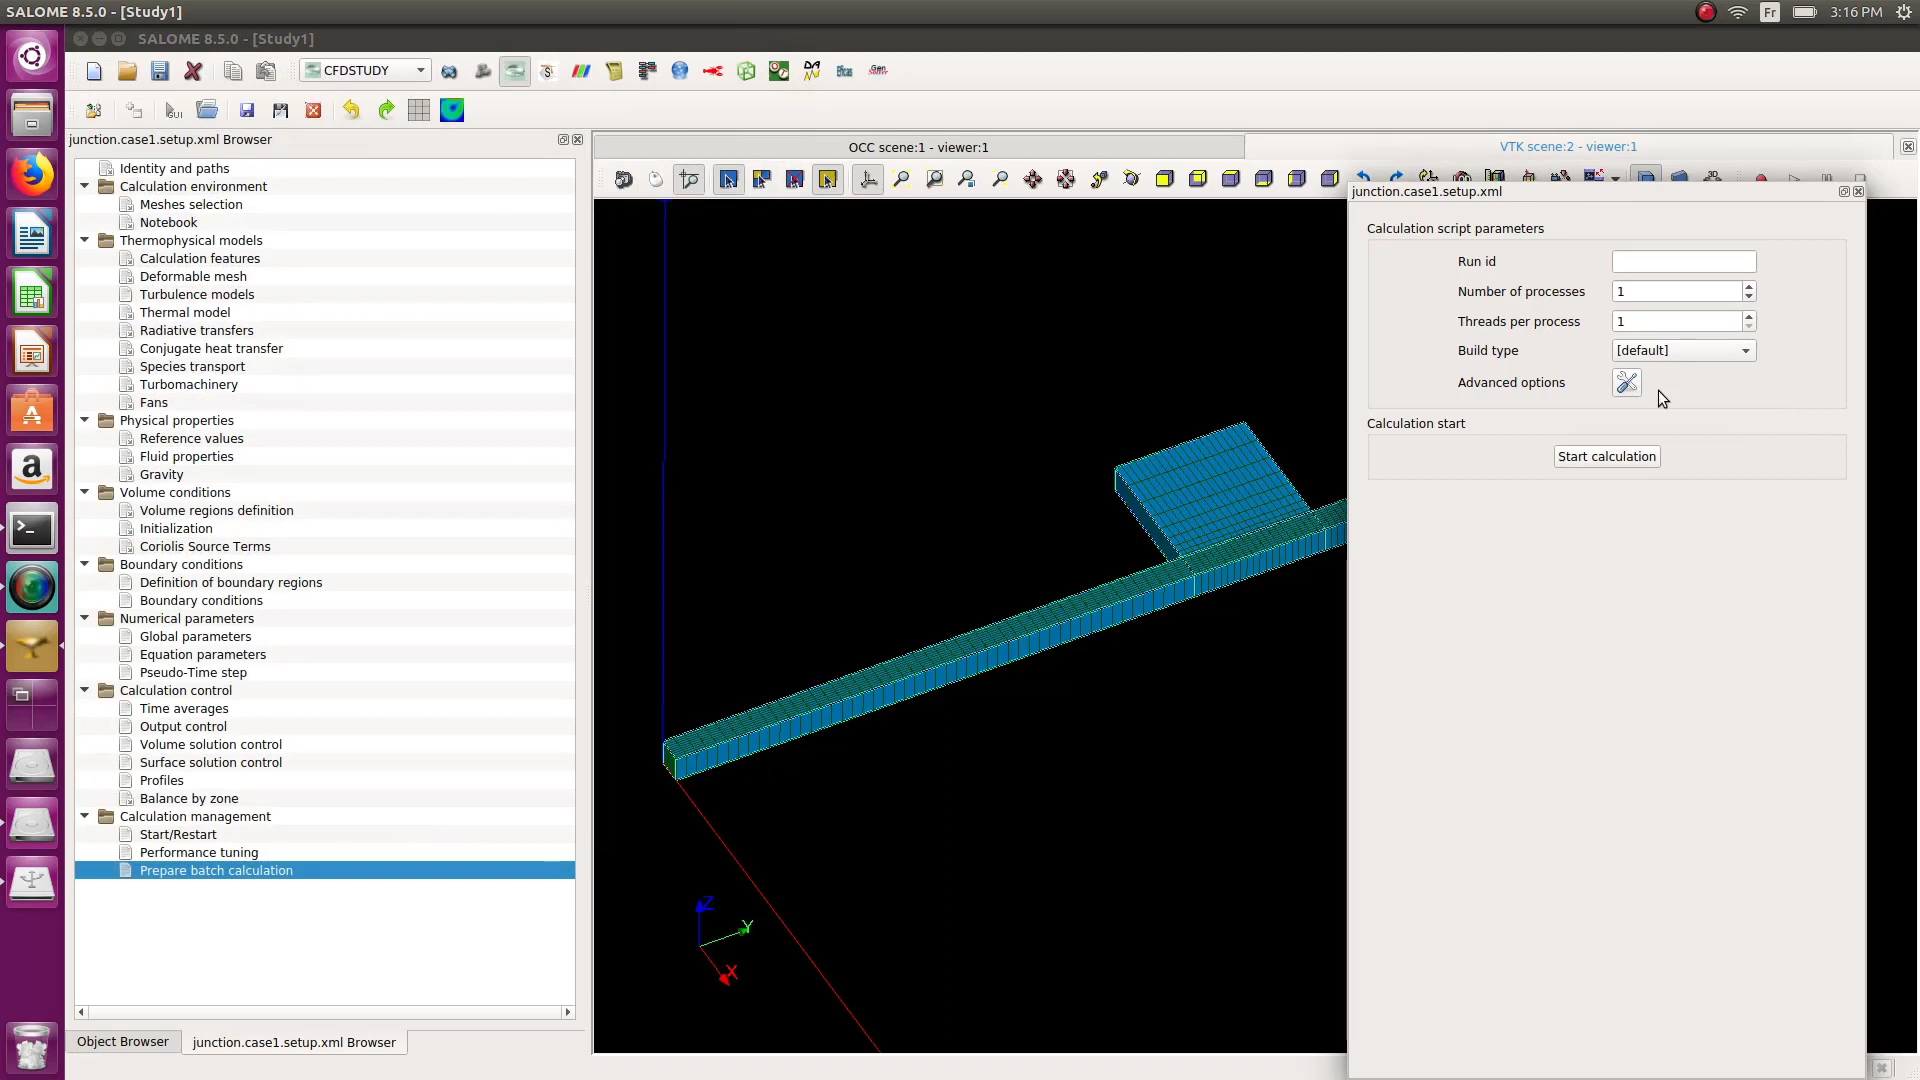 SALOME 8.5.0 - [Study1]
Fr
3:16 PM
SALOME 8.5.0 - [Study1]
CFDSTUDY
GUI
junction.case1.setup.xml Browser
Identity and paths
Calculation environment
Meshes selection
Notebook
Thermophysical models
Calculation features
Deformable mesh
Turbulence models
Thermal model
Radiative transfers
Conjugate heat transfer
Species transport
Turbomachinery
Fans
Physical properties
Reference values
Fluid properties
Gravity
Volume conditions
Volume regions definition
Initialization
Coriolis Source Terms
Boundary conditions
Definition of boundary regions
Boundary conditions
Numerical parameters
Global parameters
Equation parameters
Pseudo-Time step
Calculation control
Time averages
Output control
Volume solution control
Surface solution control
Profiles
Balance by zone
Calculation management
Start/Restart
Performance tuning
Prepare batch calculation
Object Browser
junction.case1.setup.xml Browser
OCC scene:1 - viewer:1
VTK scene:2 - viewer:1
Z
Y
X
junction.case1.setup.xml
Calculation script parameters
Run id
Number of processes 1
Threads per process 1
Build type [default]
Advanced options
Calculation start
Start calculation